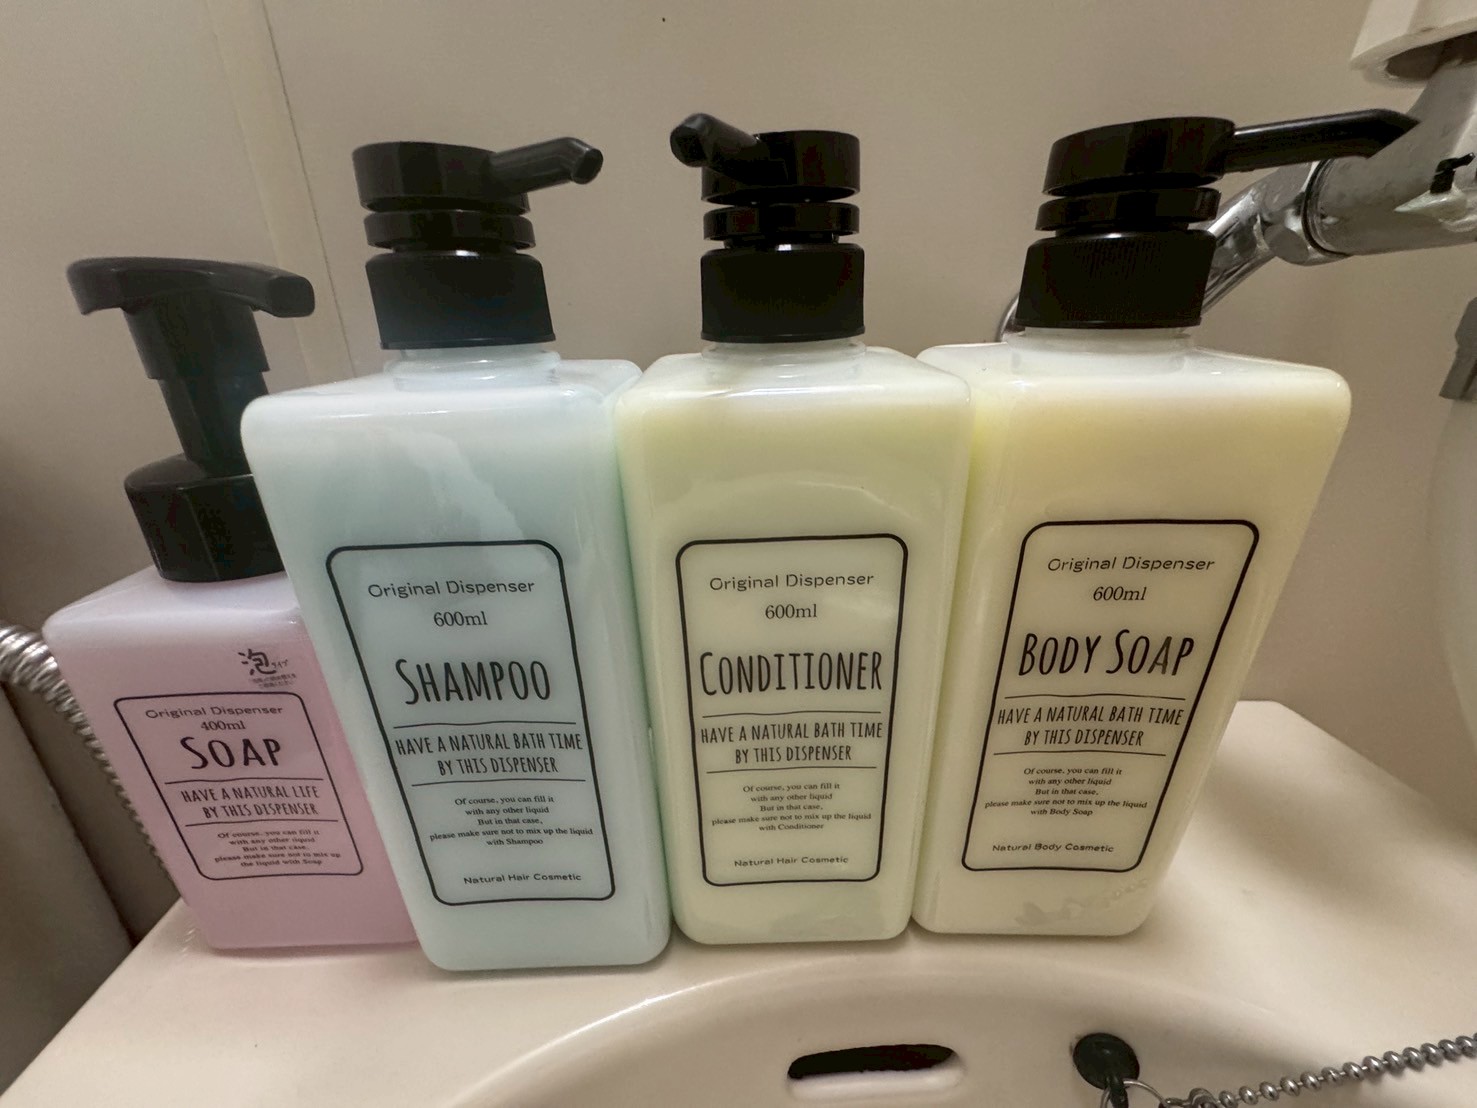 泡タイプ
Original Dispenser
400ml
SOAP
HAVE A NATURAL LIFE
BY THIS DISPENSER
Of course, you can fill it
with any other liquid
But in that case,
please make sure not to mix up
the liquid with Soap
Original Dispenser
600ml
SHAMPOO
HAVE A NATURAL BATH TIME
BY THIS DISPENSER
Of course, you can fill it
with any other liquid
But in that case,
please make sure not to mix up the liquid
with Shampoo
Natural Hair Cosmetic
Original Dispenser
600ml
CONDITIONER
HAVE A NATURAL BATH TIME
BY THIS DISPENSER
Of course, you can fill it
with any other liquid
But in that case,
please make sure not to mix up the liquid
with Conditioner
Natural Hair Cosmetic
Original Dispenser
600ml
BODY SOAP
HAVE A NATURAL BATH TIME
BY THIS DISPENSER
Of course, you can fill it
with any other liquid
But in that case,
please make sure not to mix up the liquid
with Body Soap
Natural Body Cosmetic